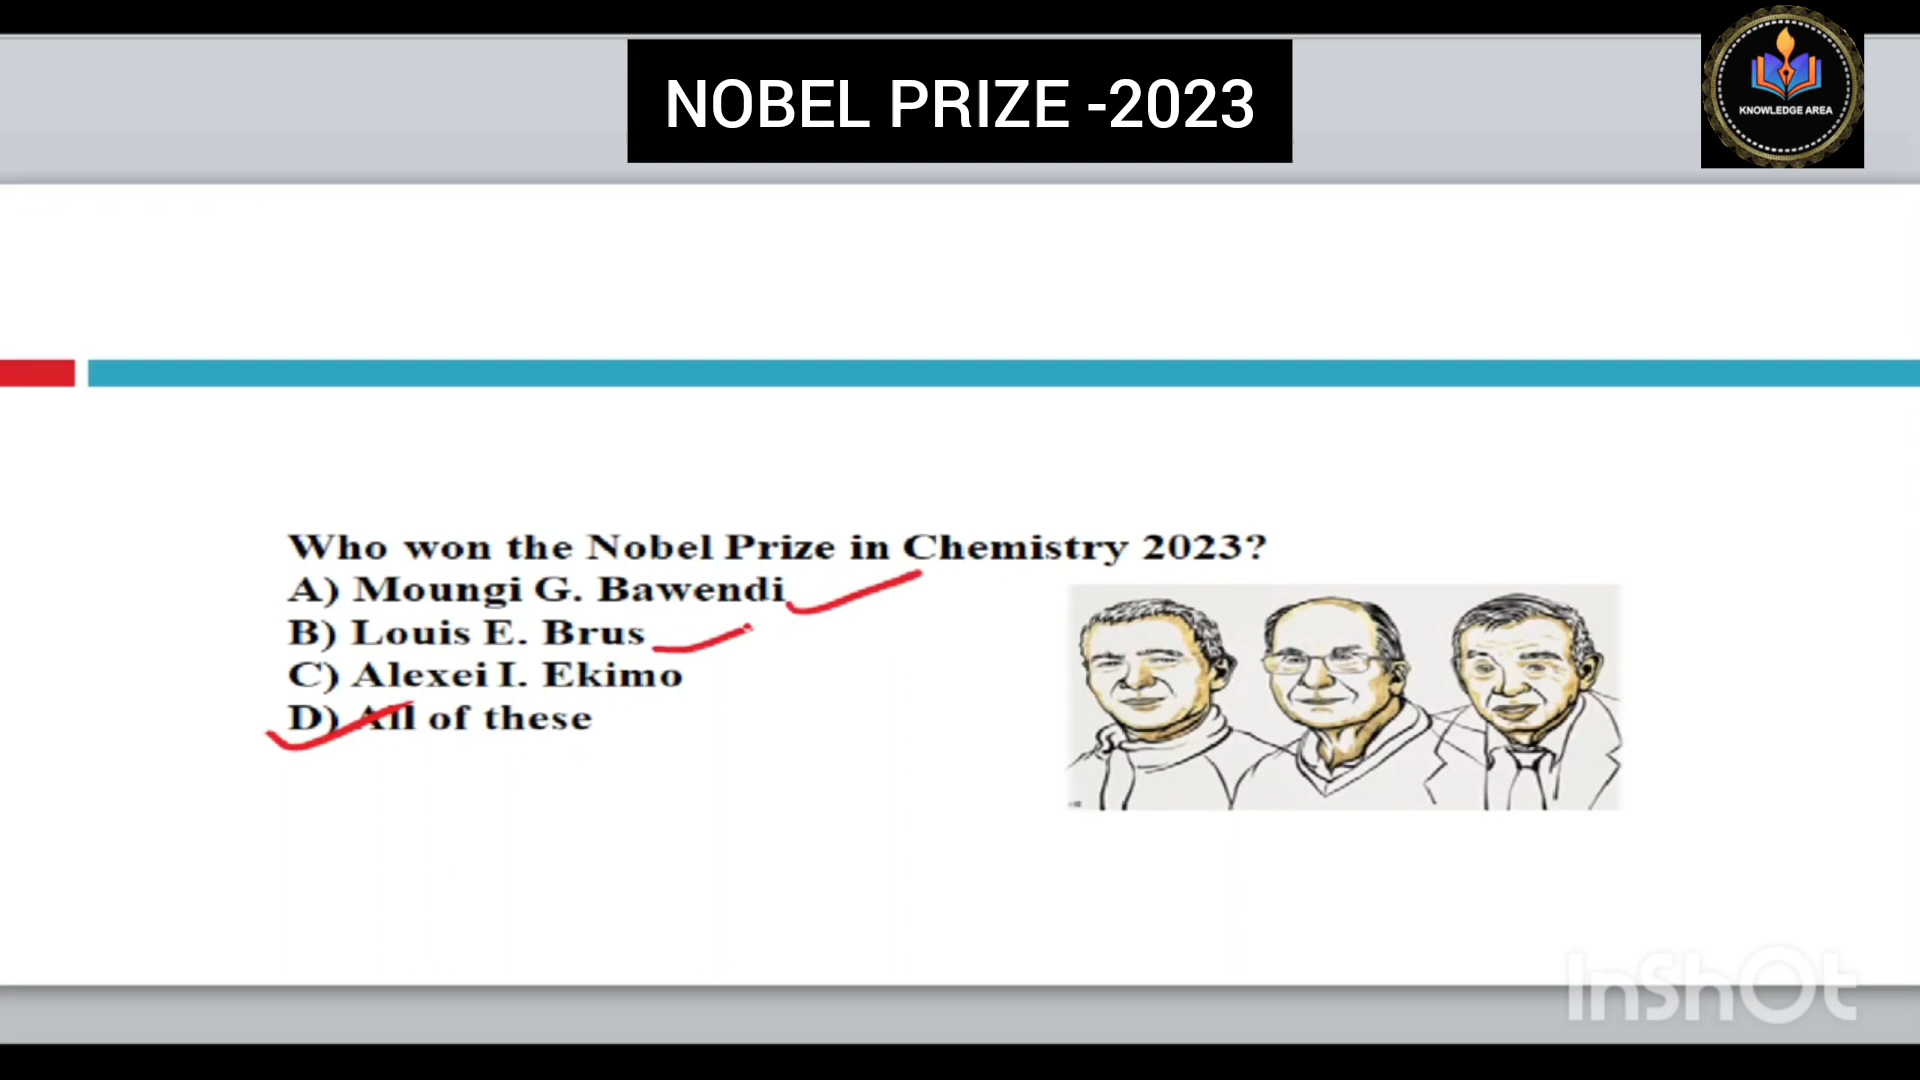 NOBEL PRIZE -2023
KNOWLEDGE AREA
Who won the Nobel Prize in Chemistry 2023?
A) Moungi G. Bawendi
B) Louis E. Brus
C) Alexei I. Ekimo
D) All of these
InShOt